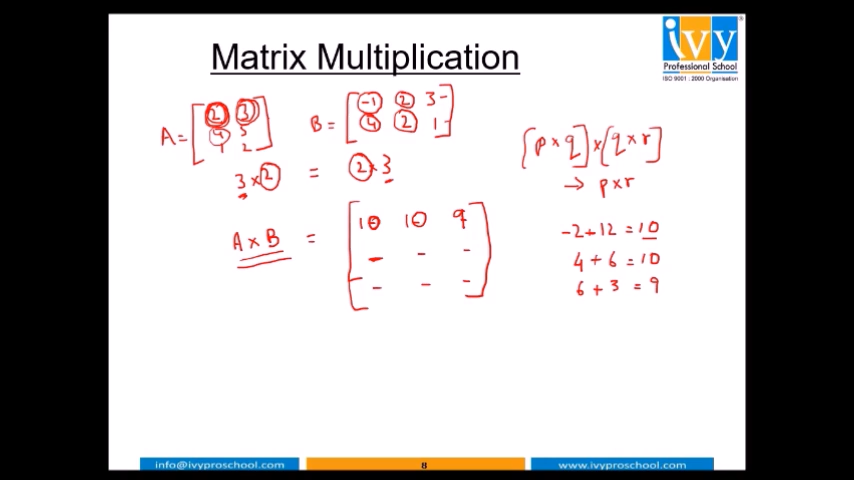 Matrix Multiplication
ivy
Professional School
ISO 9001 : 2000 Organisation
A = [2 3
4 5
1 2]
B = [-1 2 3
4 2 1]
3 × 2 = 2 × 3
[p × q] × [q × r]
→ p × r
A × B = [10 10 9
- - -
- - -]
-2 + 12 = 10
4 + 6 = 10
6 + 3 = 9
info@ivyproschool.com
8
www.ivyproschool.com